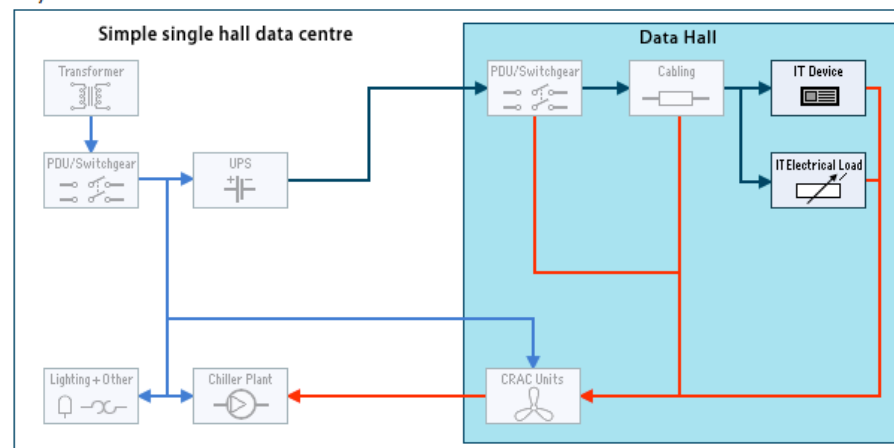 Simple single hall data centre
Data Hall
Transformer
PDU/Switchgear
Cabling
IT Device
PDU/Switchgear
UPS
IT Electrical Load
Lighting + Other
Chiller Plant
CRAC Units